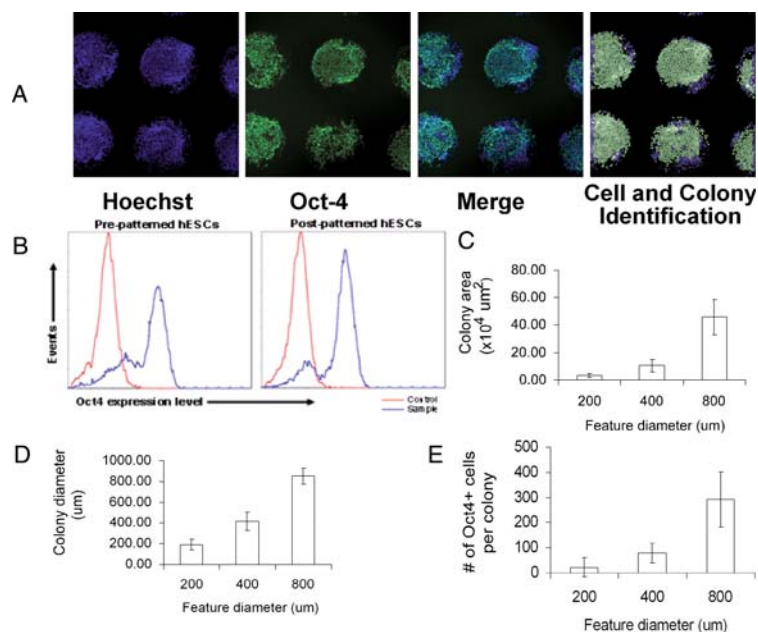 A
Hoechst
Oct-4
Merge
Cell and Colony
Identification
B
Pre-patterned hESCs
Post-patterned hESCs
Events
Oct4 expression level
Control
Sample
C
Colony area
(x10⁴ um²)
80.00
60.00
40.00
20.00
0.00
200 400 800
Feature diameter (um)
D
Colony diameter
(um)
1000.00
800.00
600.00
400.00
200.00
0.00
200 400 800
Feature diameter (um)
E
# of Oct4+ cells
per colony
500
400
300
200
100
0
200 400 800
Feature diameter (um)